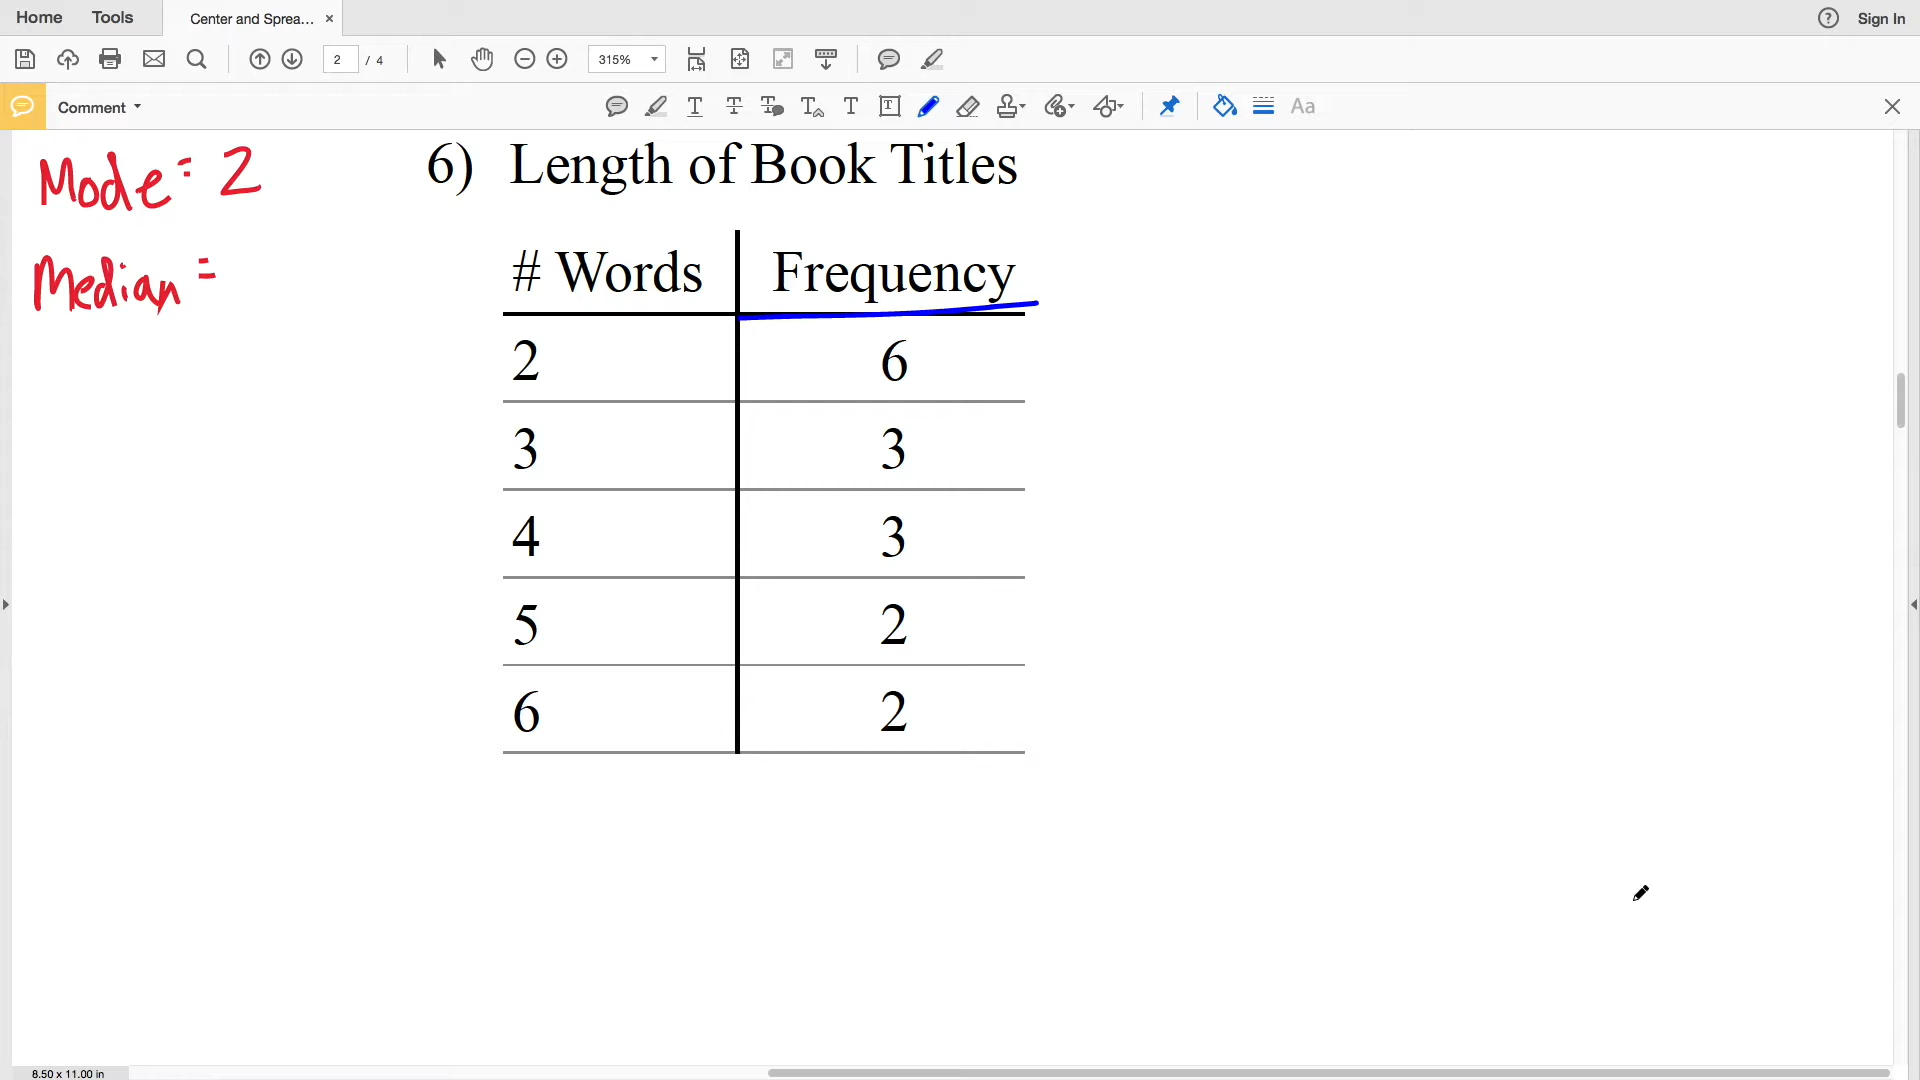 Home Tools Center and Sprea... × ? Sign In
2 / 4 315%
Comment T T T T T T Aa
Mode = 2
6) Length of Book Titles
Median =
# Words Frequency
2 6
3 3
4 3
5 2
6 2
8.50 x 11.00 in